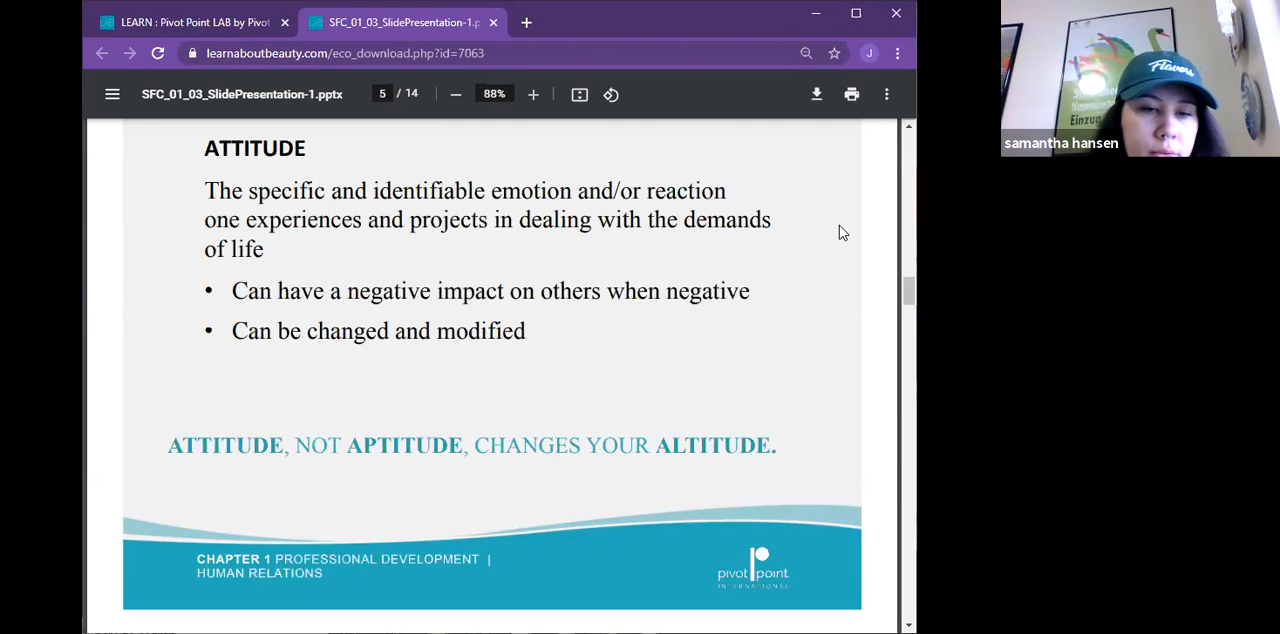 LEARN : Pivot Point LAB by Pivot
SFC_01_03_SlidePresentation-1.p
learnaboutbeauty.com/eco_download.php?id=7063
J
SFC_01_03_SlidePresentation-1.pptx
5 / 14
88%
ATTITUDE
The specific and identifiable emotion and/or reaction
one experiences and projects in dealing with the demands
of life
• Can have a negative impact on others when negative
• Can be changed and modified
ATTITUDE, NOT APTITUDE, CHANGES YOUR ALTITUDE.
CHAPTER 1 PROFESSIONAL DEVELOPMENT |
HUMAN RELATIONS
pivot point
INTERNATIONAL
Flavors
Einzug
samantha hansen